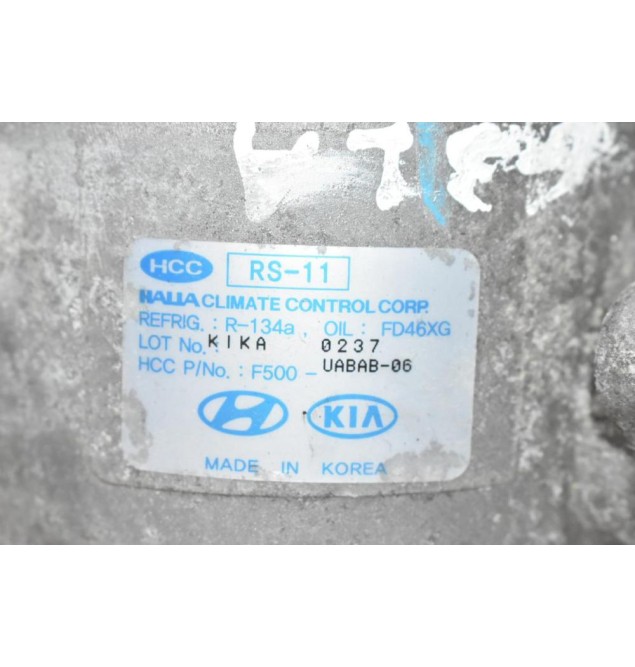 HCC RS-11
HALLA CLIMATE CONTROL CORP.
REFRIG. : R-134a, OIL : FD46XG
LOT No. : KIKA 0237
HCC P/No. : F500 - UABAB-06
KIA
MADE IN KOREA